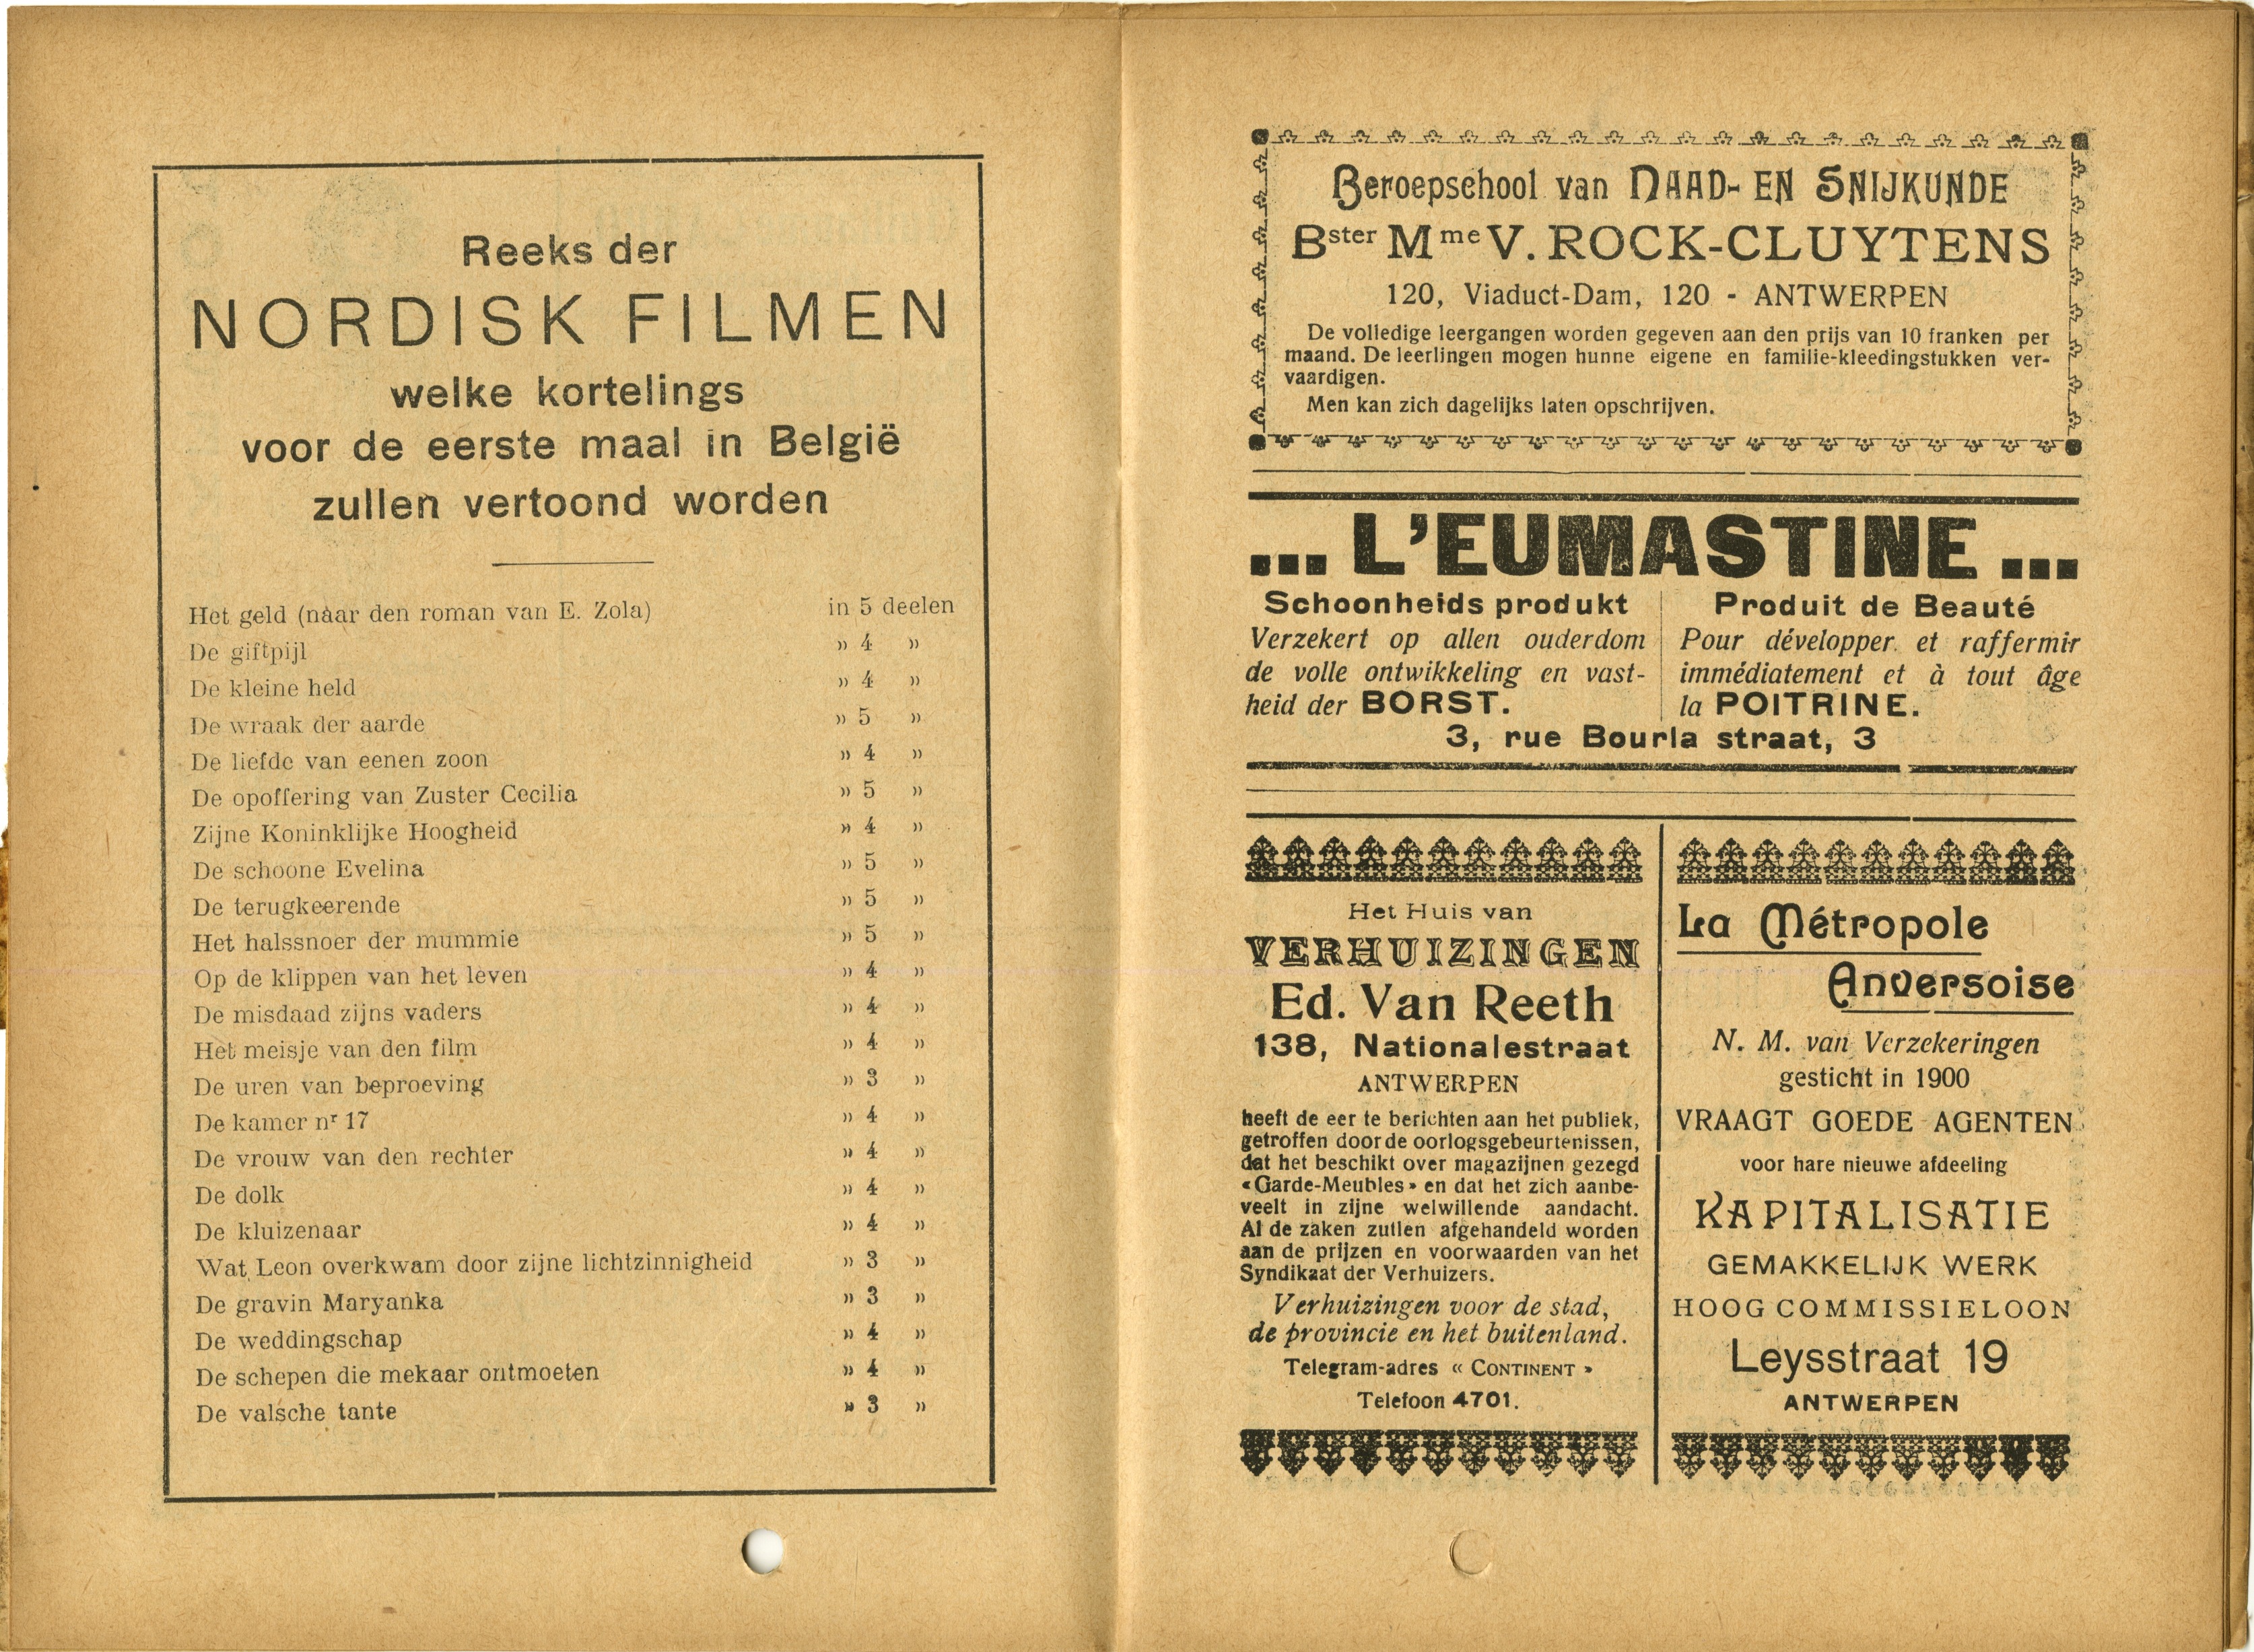 Reeks der
NORDISK FILMEN
welke kortelings
voor de eerste maal in België
zullen vertoond worden
Het geld (naar den roman van E. Zola) in 5 deelen
De giftpijl » 4 »
De kleine held » 4 »
De wraak der aarde » 5 »
De liefde van eenen zoon » 4 »
De opoffering van Zuster Cecilia » 5 »
Zijne Koninklijke Hoogheid » 4 »
De schoone Evelina » 5 »
De terugkeerende » 5 »
Het halssnoer der mummie » 5 »
Op de klippen van het leven » 4 »
De misdaad zijns vaders » 4 »
Het meisje van den film » 4 »
De uren van beproeving » 3 »
De kamer nr 17 » 4 »
De vrouw van den rechter » 4 »
De dolk » 4 »
De kluizenaar » 4 »
Wat Leon overkwam door zijne lichtzinnigheid » 3 »
De gravin Maryanka » 3 »
De weddingschap » 4 »
De schepen die mekaar ontmoeten » 4 »
De valsche tante » 3 »
Beroepschool van NAAD- EN SNIJKUNDE
Bster Mme V. ROCK-CLUYTENS
120, Viaduct-Dam, 120 - ANTWERPEN
De volledige leergangen worden gegeven aan den prijs van 10 franken per
maand. De leerlingen mogen hunne eigene en familie-kleedingstukken ver-
vaardigen.
Men kan zich dagelijks laten opschrijven.
... L'EUMASTINE ...
Schoonheids produkt
Verzekert op allen ouderdom
de volle ontwikkeling en vast-
heid der BORST.
Produit de Beauté
Pour développer et raffermir
immédiatement et à tout âge
la POITRINE.
3, rue Bourla straat, 3
Het Huis van
VERHUIZINGEN
Ed. Van Reeth
138, Nationalestraat
ANTWERPEN
heeft de eer te berichten aan het publiek,
getroffen door de oorlogsgebeurtenissen,
dat het beschikt over magazijnen gezegd
« Garde-Meubles » en dat het zich aanbe-
veelt in zijne welwillende aandacht.
Al de zaken zullen afgehandeld worden
aan de prijzen en voorwaarden van het
Syndikaat der Verhuizers.
Verhuizingen voor de stad,
de provincie en het buitenland.
Telegram-adres « CONTINENT »
Telefoon 4701.
La Métropole
Anversoise
N. M. van Verzekeringen
gesticht in 1900
VRAAGT GOEDE AGENTEN
voor hare nieuwe afdeeling
KAPITALISATIE
GEMAKKELIJK WERK
HOOG COMMISSIELOON
Leysstraat 19
ANTWERPEN